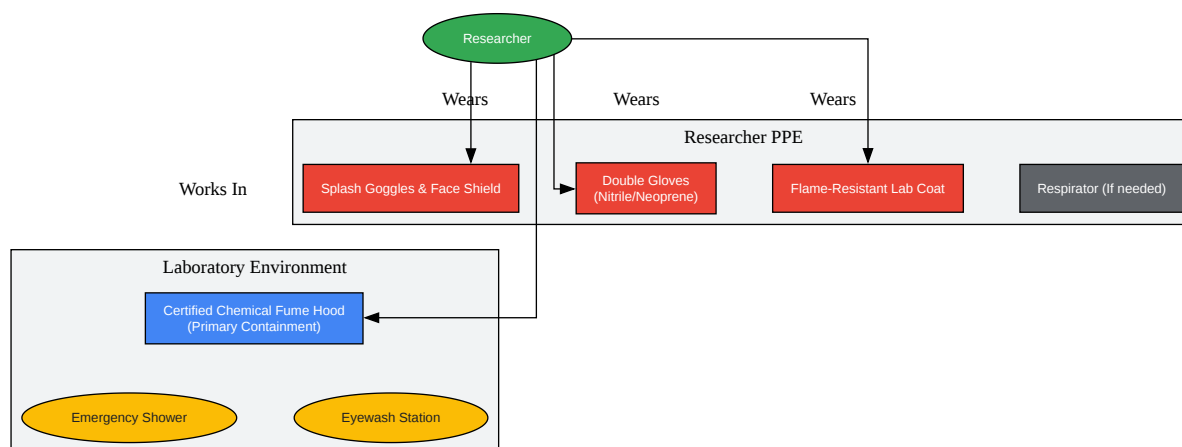 Researcher
Wears
Wears
Wears
Researcher PPE
Works In
Splash Goggles & Face Shield
Double Gloves
(Nitrile/Neoprene)
Flame-Resistant Lab Coat
Respirator (If needed)
Laboratory Environment
Certified Chemical Fume Hood
(Primary Containment)
Emergency Shower
Eyewash Station